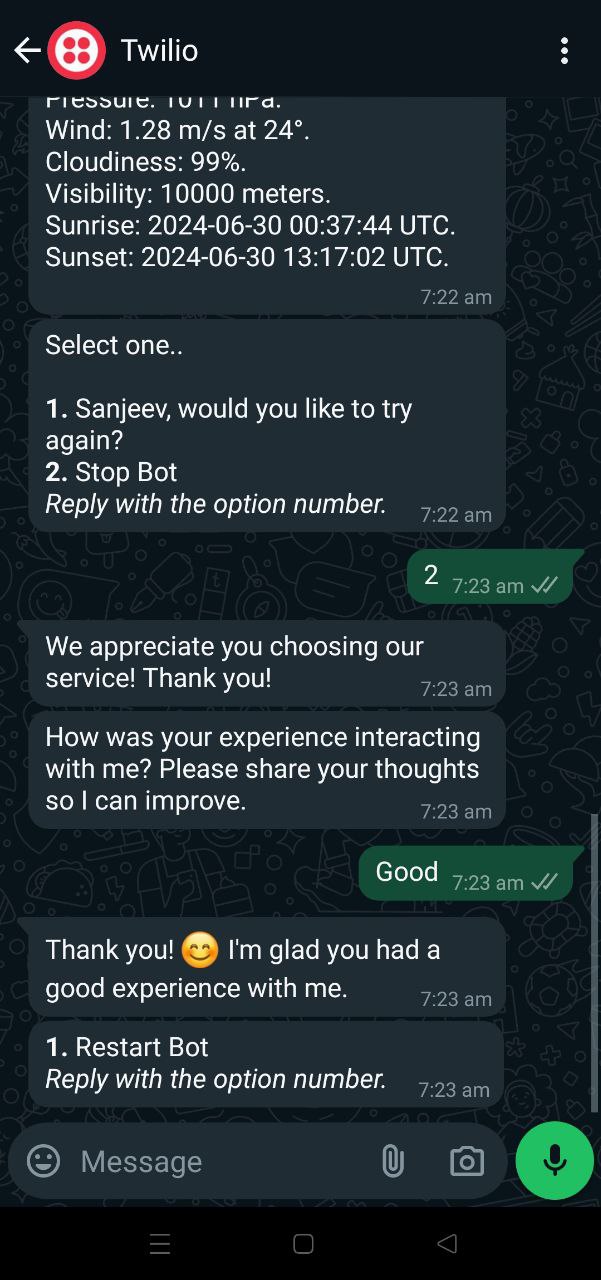 Twilio
Pressure: 1011 hPa.
Wind: 1.28 m/s at 24°.
Cloudiness: 99%.
Visibility: 10000 meters.
Sunrise: 2024-06-30 00:37:44 UTC.
Sunset: 2024-06-30 13:17:02 UTC.
7:22 am
Select one..
1. Sanjeev, would you like to try
again?
2. Stop Bot
Reply with the option number.
7:22 am
2 7:23 am
We appreciate you choosing our
service! Thank you!
7:23 am
How was your experience interacting
with me? Please share your thoughts
so I can improve.
7:23 am
Good 7:23 am
Thank you! 😊 I'm glad you had a
good experience with me.
7:23 am
1. Restart Bot
Reply with the option number.
7:23 am
Message